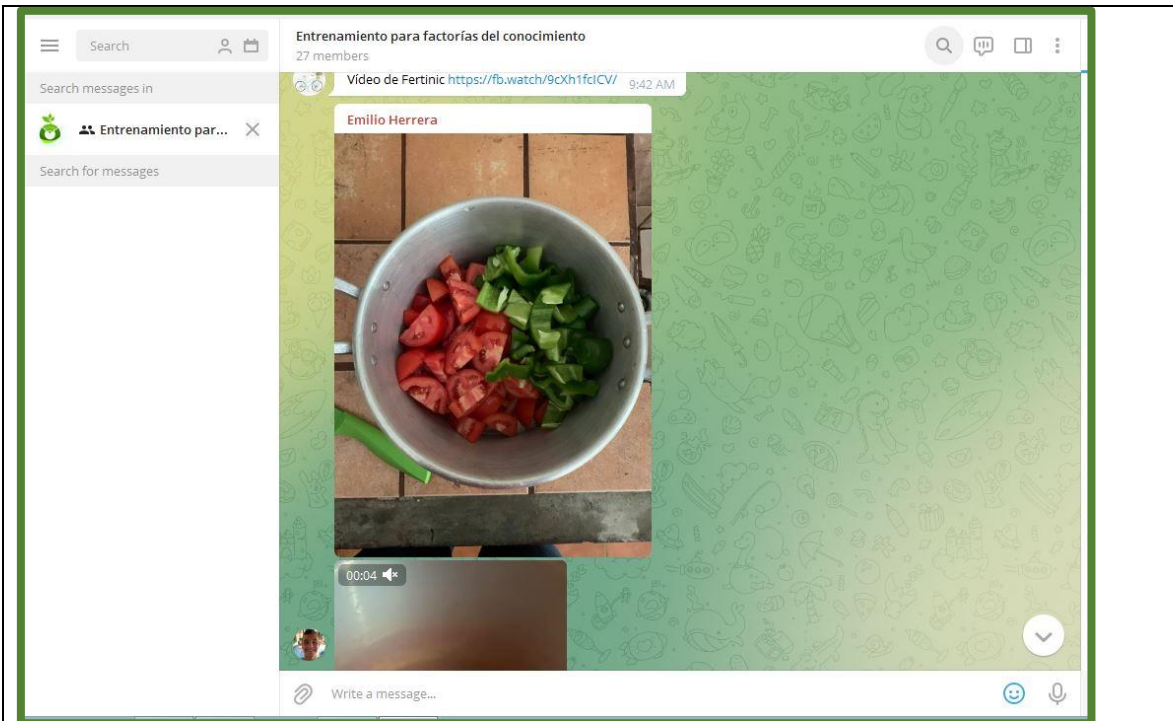 Search
Entrenamiento para factorías del conocimiento
27 members
Search messages in
Entrenamiento par...
Search for messages
Vídeo de Fertinic https://fb.watch/9cXh1fcICV/ 9:42 AM
Emilio Herrera
00:04
Write a message...